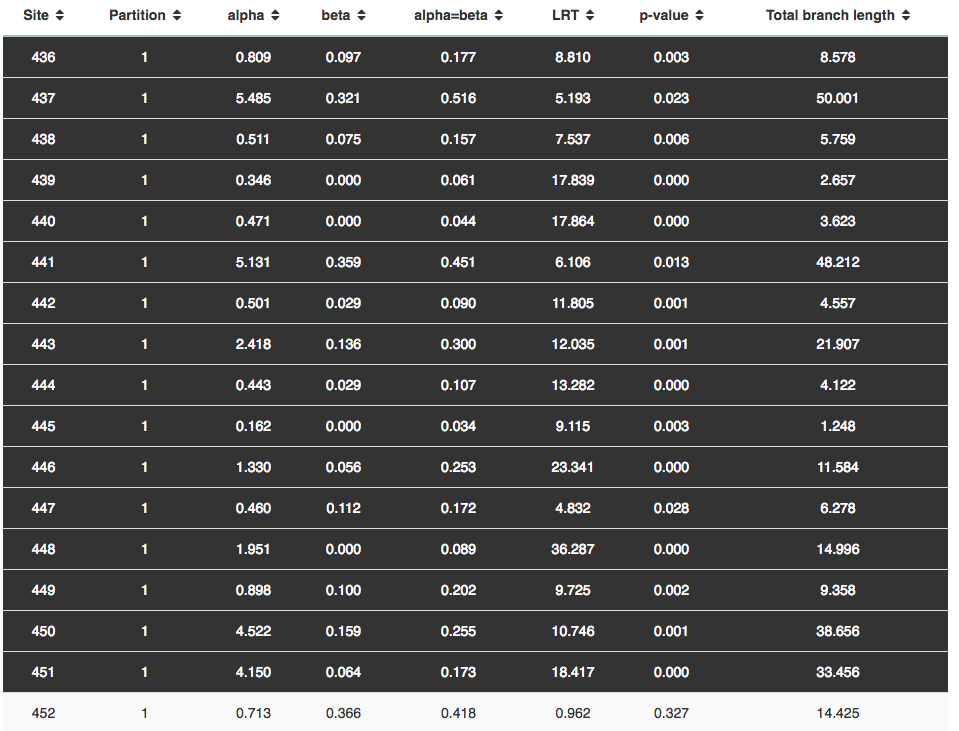 Site Partition alpha beta alpha=beta LRT p-value Total branch length
436 1 0.809 0.097 0.177 8.810 0.003 8.578
437 1 5.485 0.321 0.516 5.193 0.023 50.001
438 1 0.511 0.075 0.157 7.537 0.006 5.759
439 1 0.346 0.000 0.061 17.839 0.000 2.657
440 1 0.471 0.000 0.044 17.864 0.000 3.623
441 1 5.131 0.359 0.451 6.106 0.013 48.212
442 1 0.501 0.029 0.090 11.805 0.001 4.557
443 1 2.418 0.136 0.300 12.035 0.001 21.907
444 1 0.443 0.029 0.107 13.282 0.000 4.122
445 1 0.162 0.000 0.034 9.115 0.003 1.248
446 1 1.330 0.056 0.253 23.341 0.000 11.584
447 1 0.460 0.112 0.172 4.832 0.028 6.278
448 1 1.951 0.000 0.089 36.287 0.000 14.996
449 1 0.898 0.100 0.202 9.725 0.002 9.358
450 1 4.522 0.159 0.255 10.746 0.001 38.656
451 1 4.150 0.064 0.173 18.417 0.000 33.456
452 1 0.713 0.366 0.418 0.962 0.327 14.425